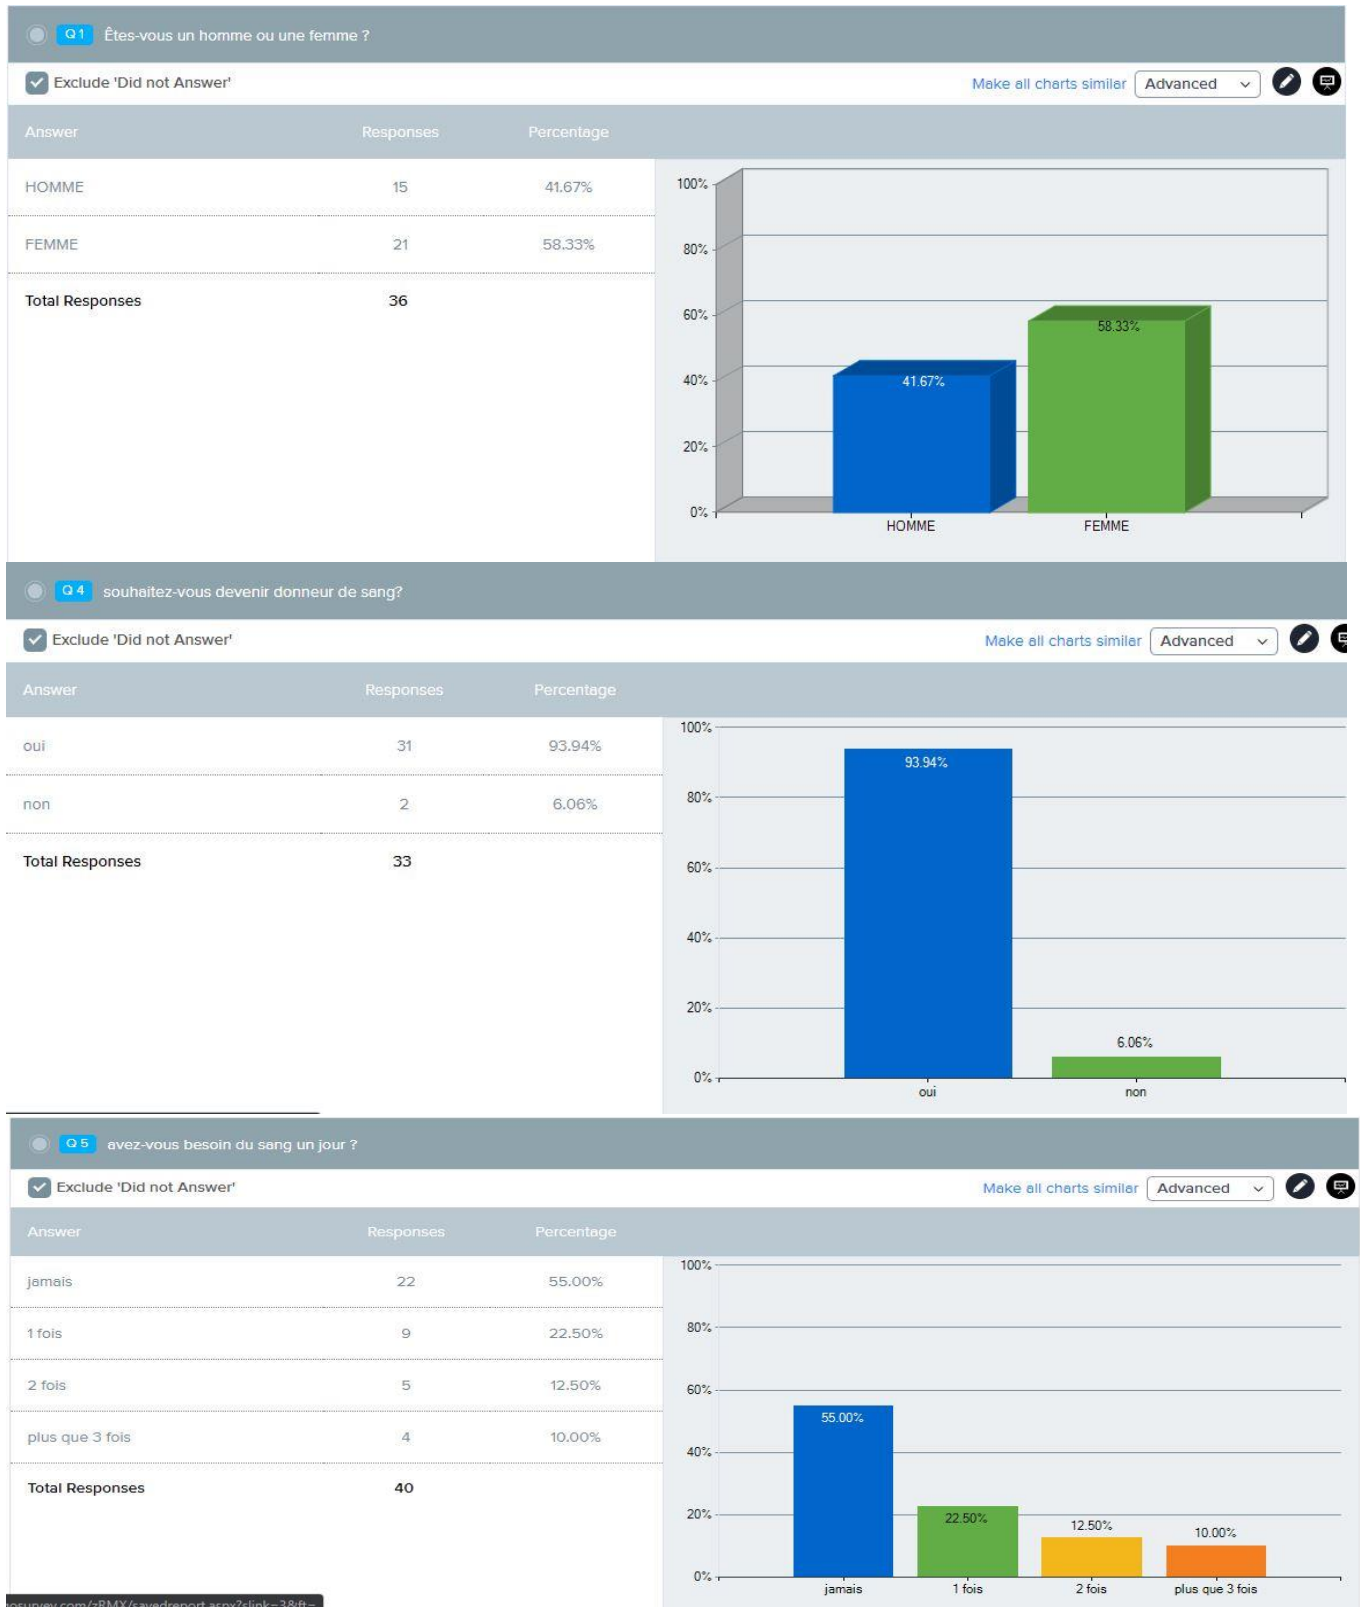 Q1 Êtes-vous un homme ou une femme ?
Exclude 'Did not Answer'
Make all charts similar Advanced
Answer Responses Percentage
HOMME 15 41.67%
FEMME 21 58.33%
Total Responses 36
100%
80%
60%
40%
20%
0%
41.67%
58.33%
HOMME FEMME
Q4 souhaitez-vous devenir donneur de sang?
Exclude 'Did not Answer'
Make all charts similar Advanced
Answer Responses Percentage
oui 31 93.94%
non 2 6.06%
Total Responses 33
100%
80%
60%
40%
20%
0%
93.94%
6.06%
oui non
Q5 avez-vous besoin du sang un jour ?
Exclude 'Did not Answer'
Make all charts similar Advanced
Answer Responses Percentage
jamais 22 55.00%
1 fois 9 22.50%
2 fois 5 12.50%
plus que 3 fois 4 10.00%
Total Responses 40
100%
80%
60%
40%
20%
0%
55.00%
22.50%
12.50%
10.00%
jamais 1 fois 2 fois plus que 3 fois